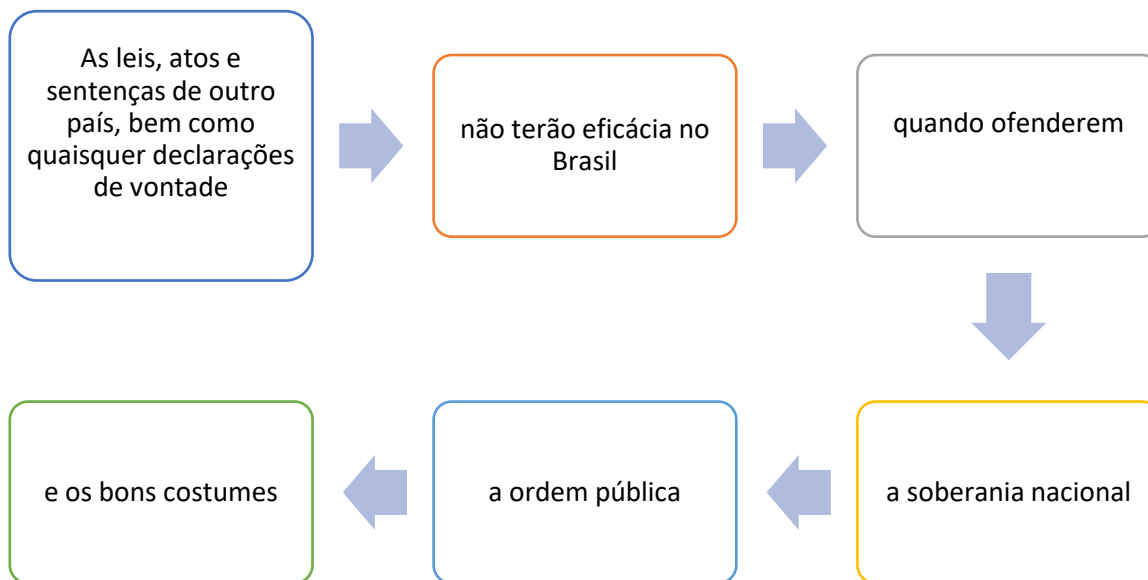 As leis, atos e
sentenças de outro
país, bem como
quaisquer declarações
de vontade
não terão eficácia no
Brasil
quando ofenderem
a soberania nacional
a ordem pública
e os bons costumes